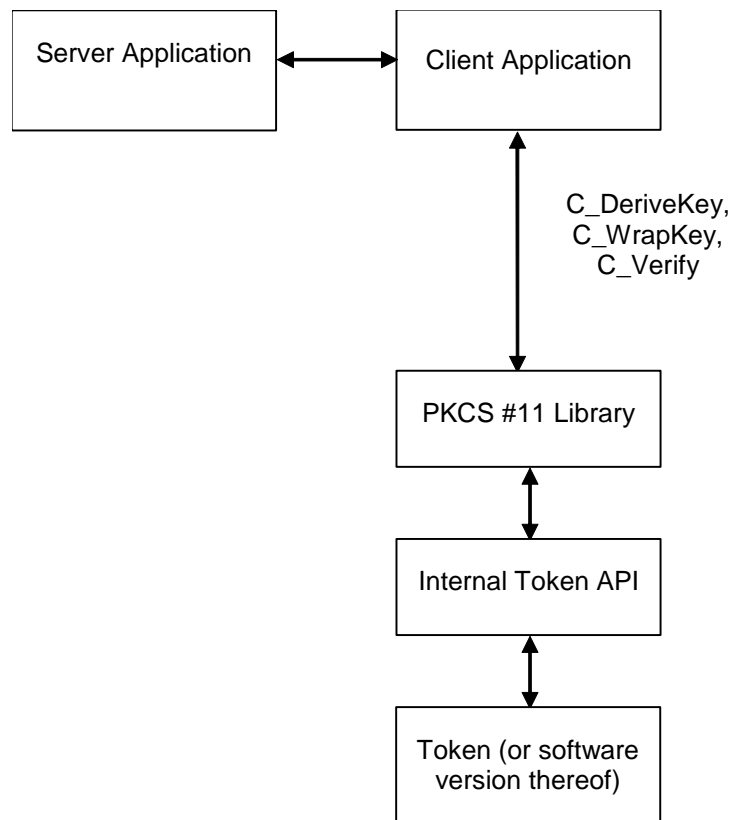 Server Application
Client Application
C_DeriveKey,
C_WrapKey,
C_Verify
PKCS #11 Library
Internal Token API
Token (or software
version thereof)